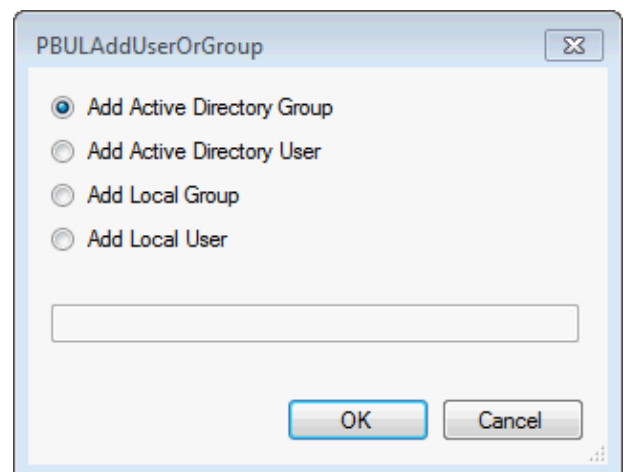 PBULAddUserOrGroup
Add Active Directory Group
Add Active Directory User
Add Local Group
Add Local User
OK Cancel